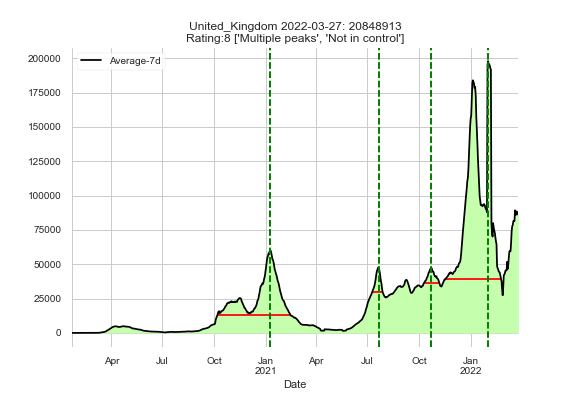 United_Kingdom 2022-03-27: 20848913
Rating:8 ['Multiple peaks', 'Not in control']
Average-7d
200000
175000
150000
125000
100000
75000
50000
25000
0
Apr Jul Oct Jan Apr Jul Oct Jan
2021 2022
Date